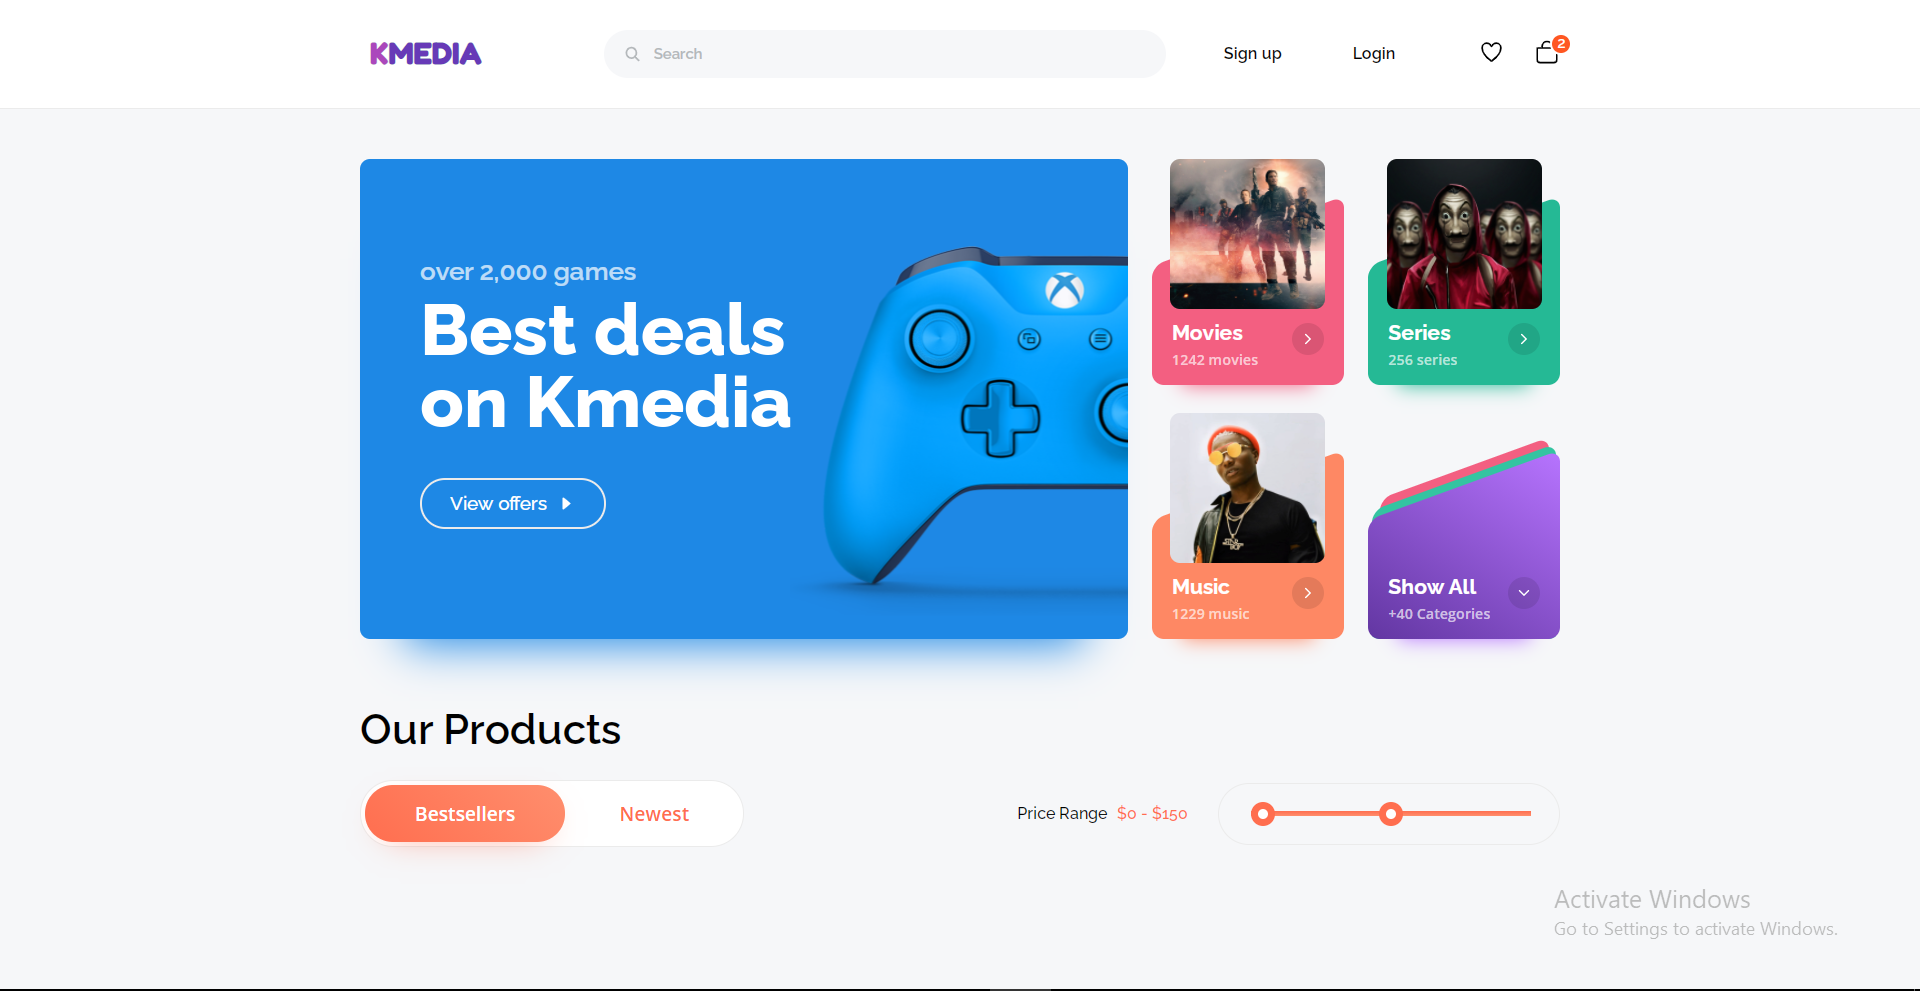 KMEDIA
Search
Sign up
Login
2
over 2,000 games
Best deals
on Kmedia
View offers
Movies
1242 movies
Series
256 series
Music
1229 music
Show All
+40 Categories
Our Products
Bestsellers
Newest
Price Range $0 - $150
Activate Windows
Go to Settings to activate Windows.